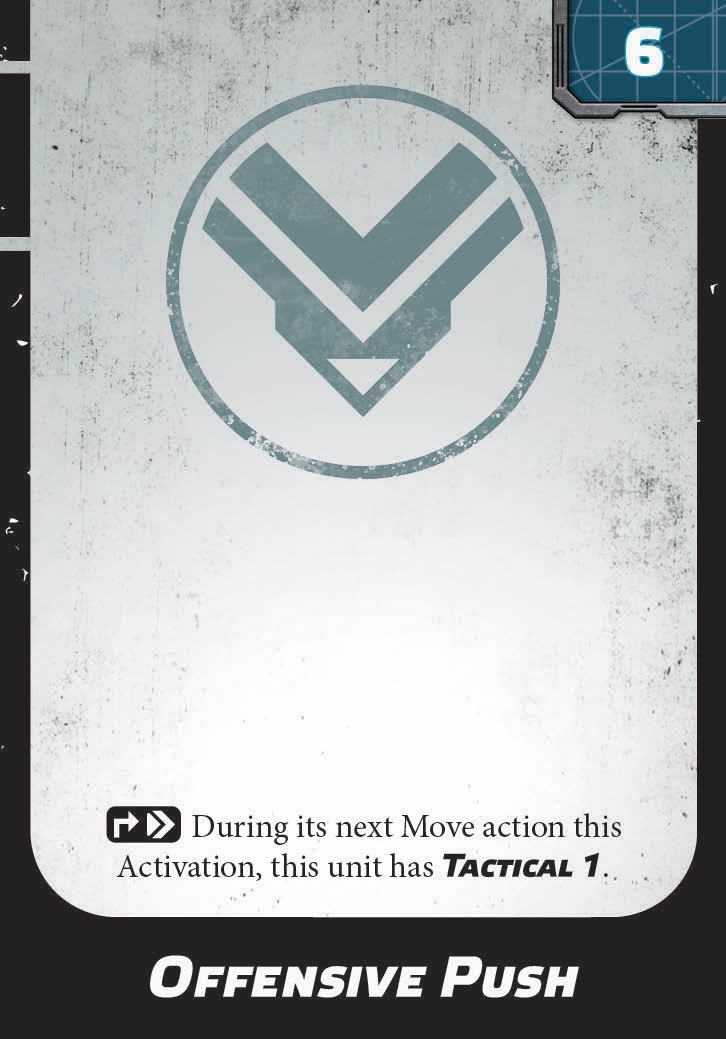 6
During its next Move action this
Activation, this unit has Tactical 1.
Offensive Push